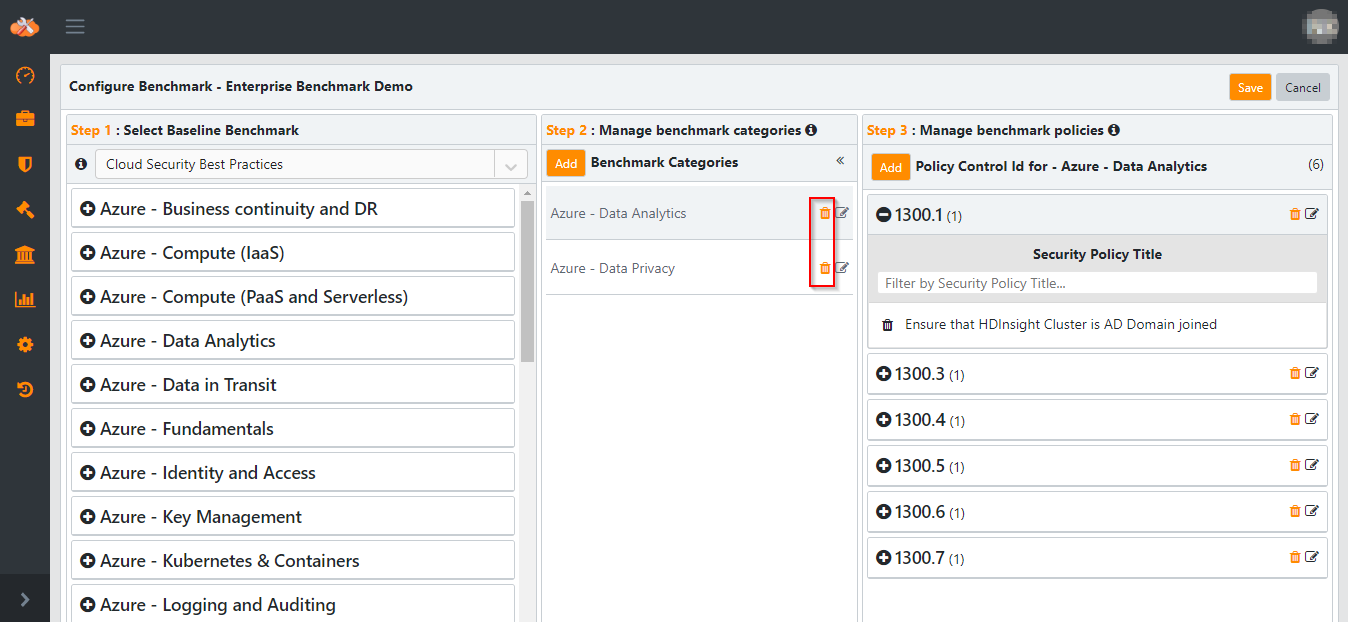 Configure Benchmark - Enterprise Benchmark Demo
Save
Cancel
Step 1 : Select Baseline Benchmark
Cloud Security Best Practices
Azure - Business continuity and DR
Azure - Compute (IaaS)
Azure - Compute (PaaS and Serverless)
Azure - Data Analytics
Azure - Data in Transit
Azure - Fundamentals
Azure - Identity and Access
Azure - Key Management
Azure - Kubernetes & Containers
Azure - Logging and Auditing
Step 2 : Manage benchmark categories
Add Benchmark Categories «
Azure - Data Analytics
Azure - Data Privacy
Step 3 : Manage benchmark policies
Add Policy Control Id for - Azure - Data Analytics (6)
1300.1 (1)
Security Policy Title
Filter by Security Policy Title...
Ensure that HDInsight Cluster is AD Domain joined
1300.3 (1)
1300.4 (1)
1300.5 (1)
1300.6 (1)
1300.7 (1)